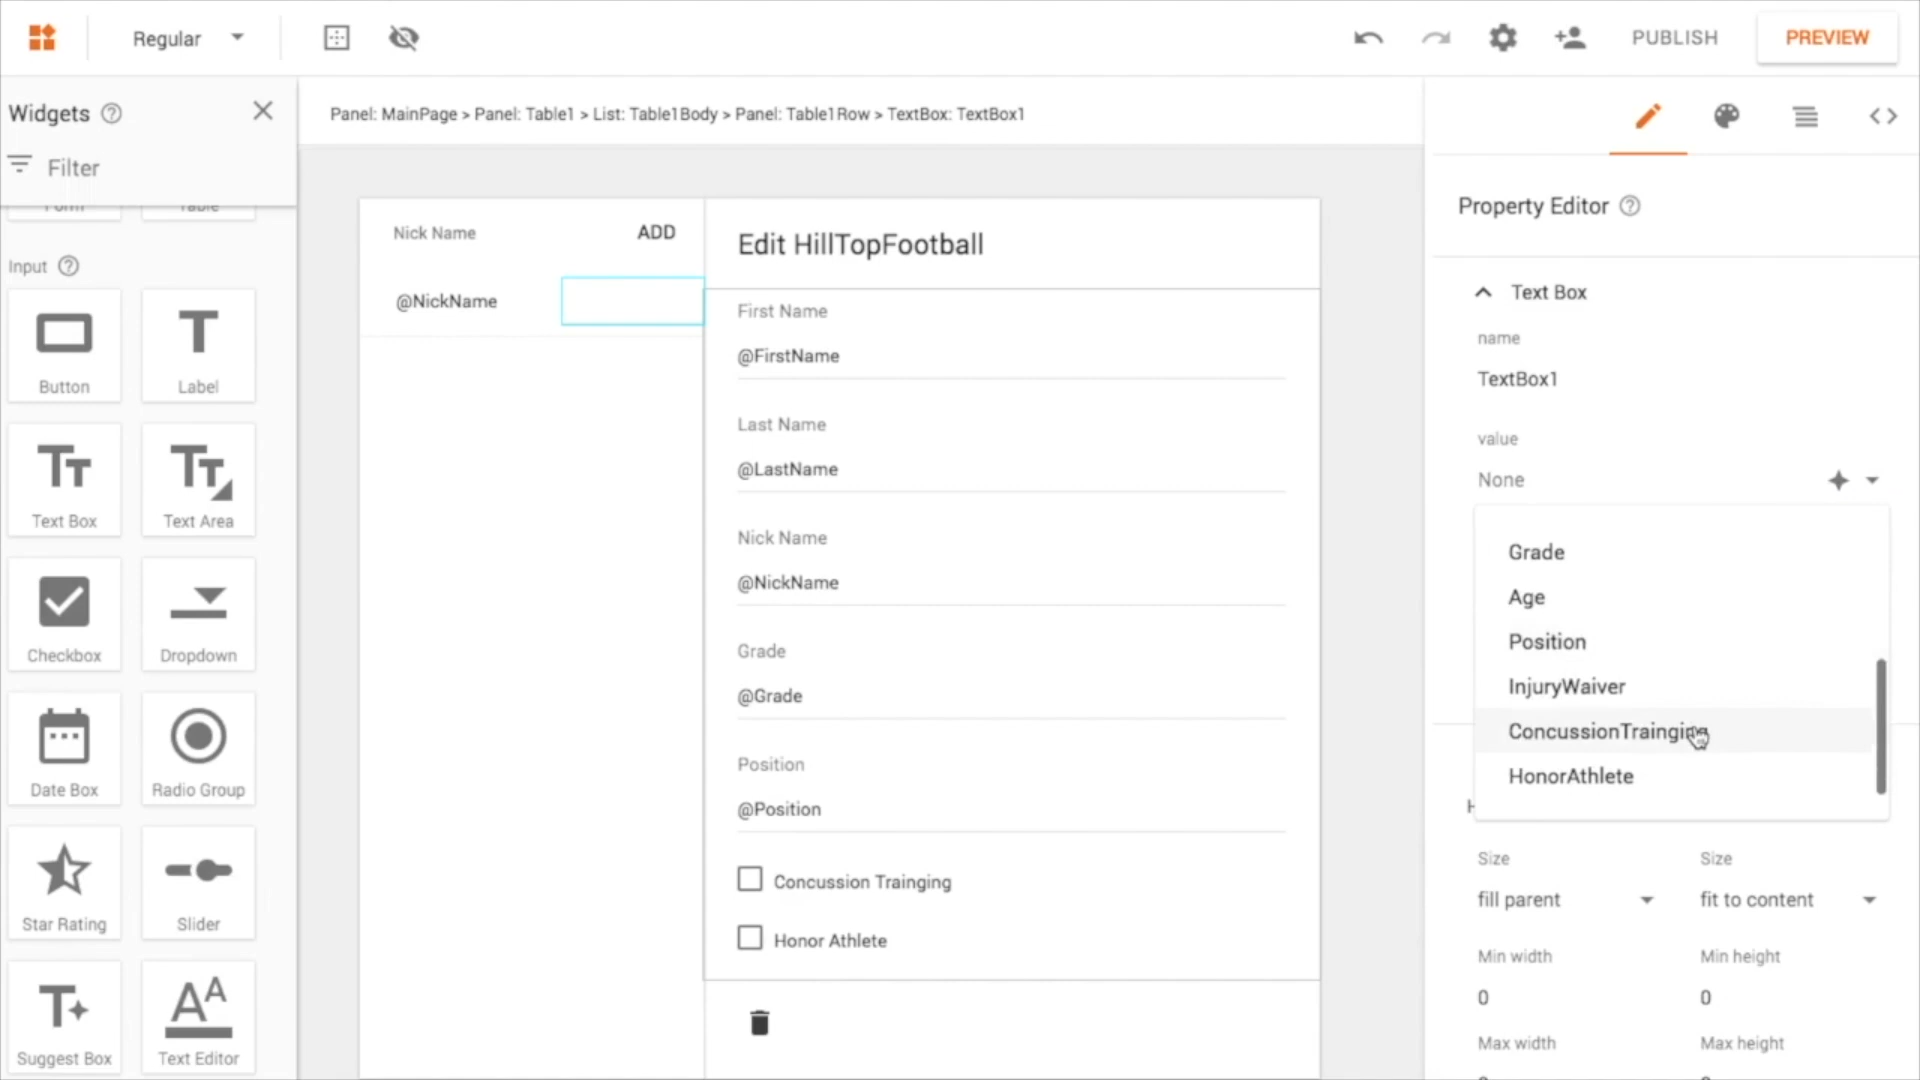 Regular
PUBLISH
PREVIEW
Widgets
Filter
Panel: MainPage > Panel: Table1 > List: Table1Body > Panel: Table1Row > TextBox: TextBox1
Form
Table
Input
Button
Label
Text Box
Text Area
Checkbox
Dropdown
Date Box
Radio Group
Star Rating
Slider
Suggest Box
Text Editor
Nick Name
ADD
@NickName
Edit HillTopFootball
First Name
@FirstName
Last Name
@LastName
Nick Name
@NickName
Grade
@Grade
Position
@Position
Concussion Trainging
Honor Athlete
Property Editor
Text Box
name
TextBox1
value
None
Grade
Age
Position
InjuryWaiver
ConcussionTrainging
HonorAthlete
Size
Size
fill parent
fit to content
Min width
Min height
0
0
Max width
Max height